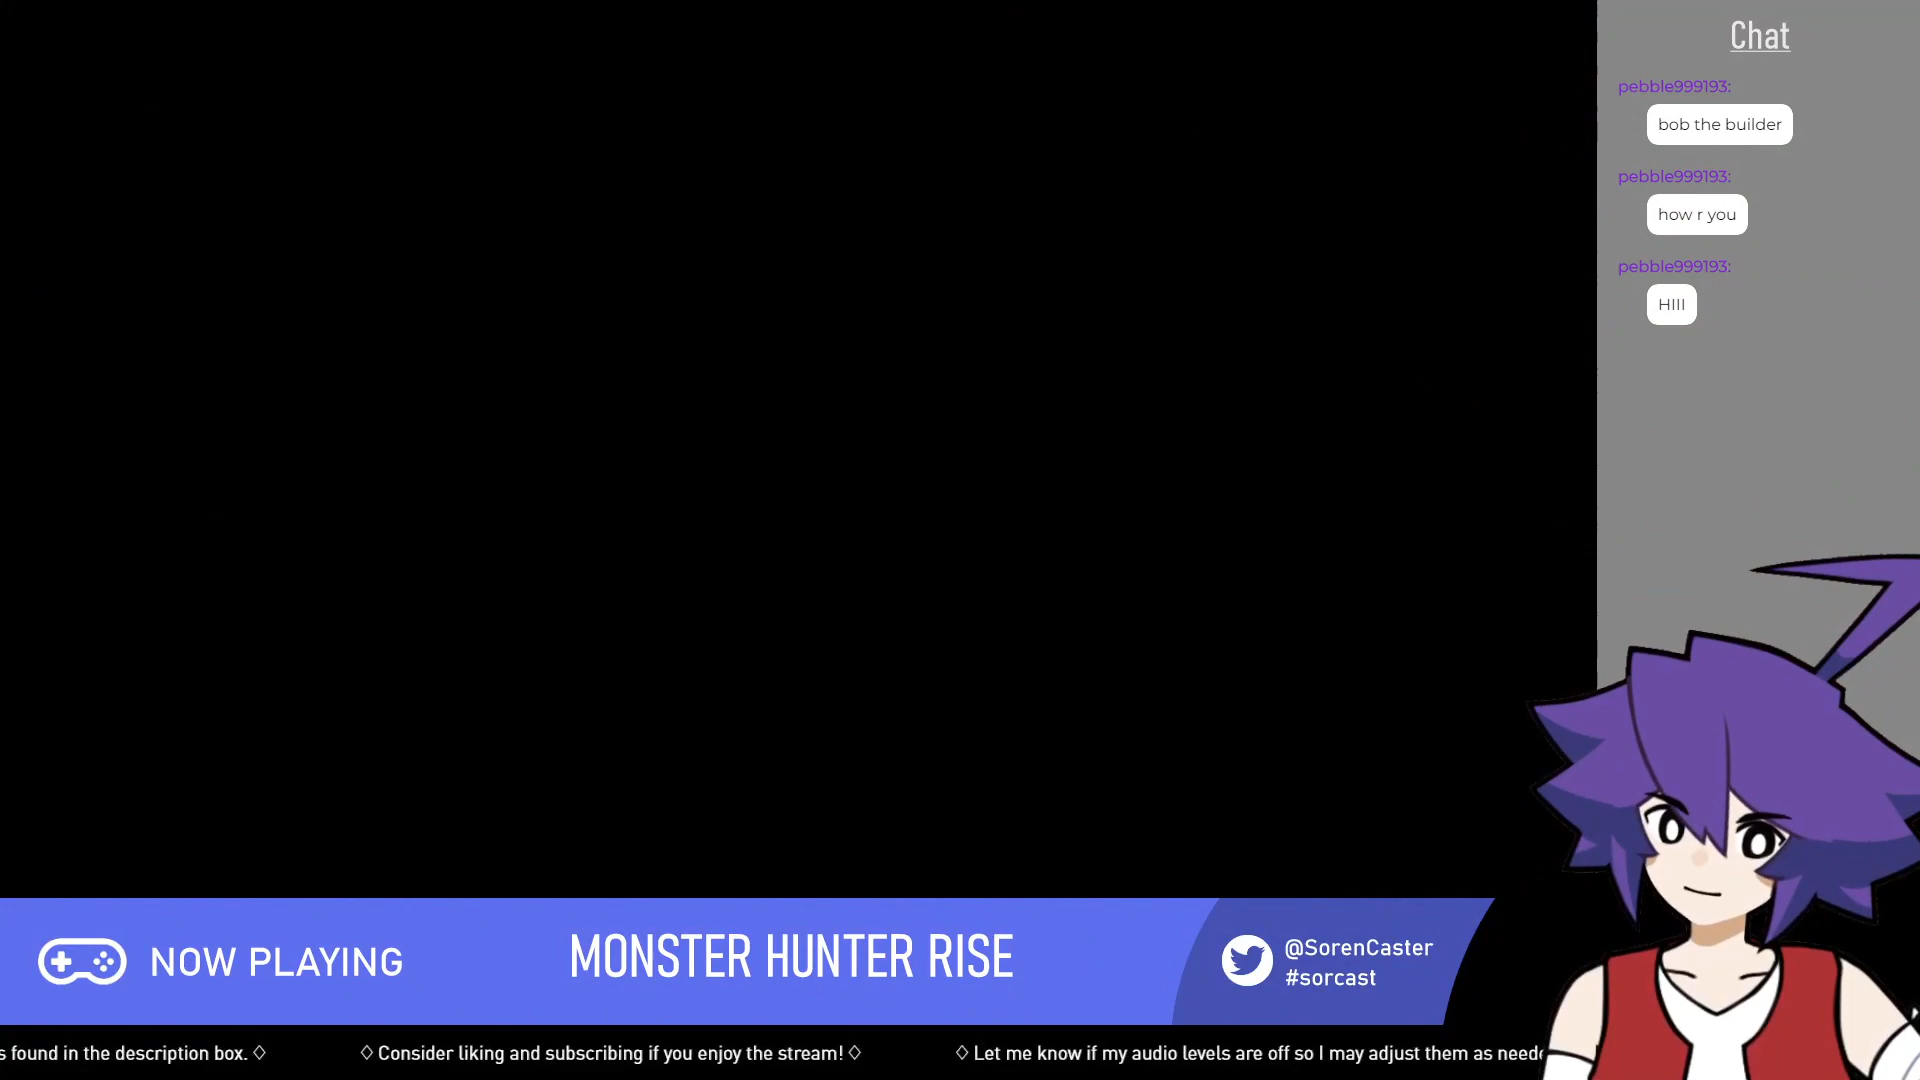 Chat
pebble999193:
bob the builder
pebble999193:
how r you
pebble999193:
HIII
NOW PLAYING
MONSTER HUNTER RISE
@SorenCaster
#sorcast
s found in the description box. ◊
◊ Consider liking and subscribing if you enjoy the stream! ◊
◊ Let me know if my audio levels are off so I may adjust them as neede